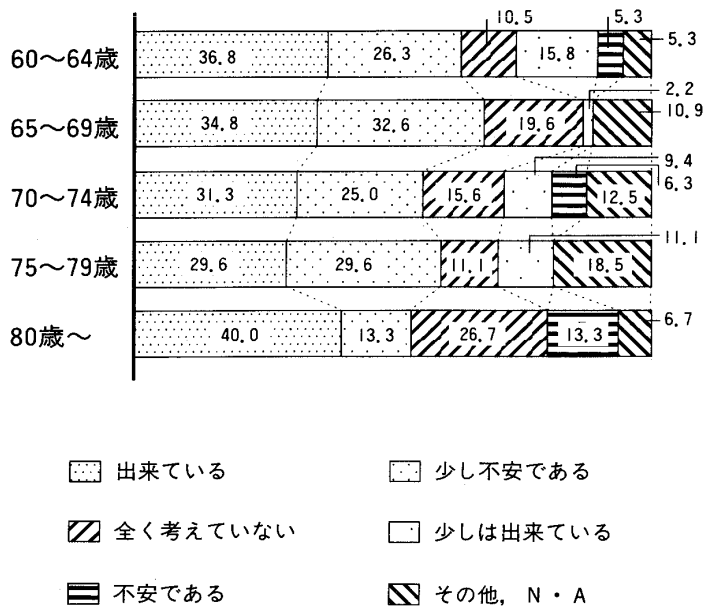 10.5 5.3
60～64歳 36.8 26.3 15.8 5.3
2.2
65～69歳 34.8 32.6 19.6 10.9
9.4
70～74歳 31.3 25.0 15.6 12.5 6.3
11.1
75～79歳 29.6 29.6 11.1 18.5
80歳～ 40.0 13.3 26.7 13.3 6.7
出来ている 少し不安である
全く考えていない 少しは出来ている
不安である その他，N・A